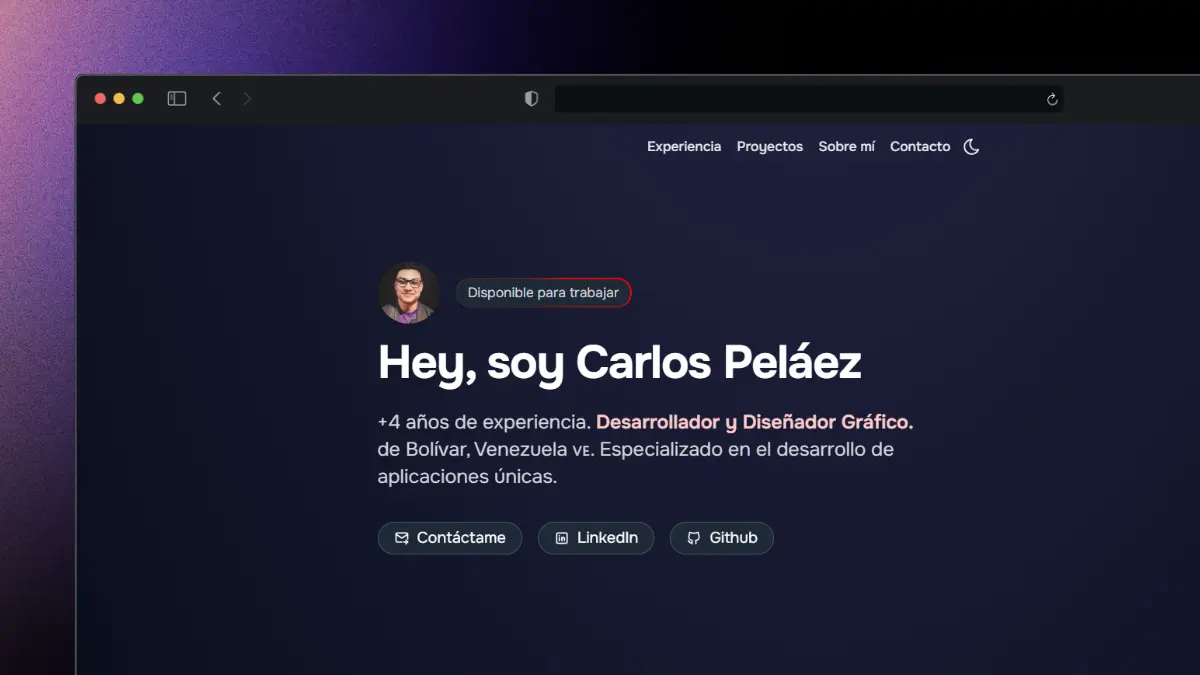 Experiencia Proyectos Sobre mí Contacto
Disponible para trabajar
Hey, soy Carlos Peláez
+4 años de experiencia. Desarrollador y Diseñador Gráfico.
de Bolívar, Venezuela VE. Especializado en el desarrollo de
aplicaciones únicas.
Contáctame LinkedIn Github